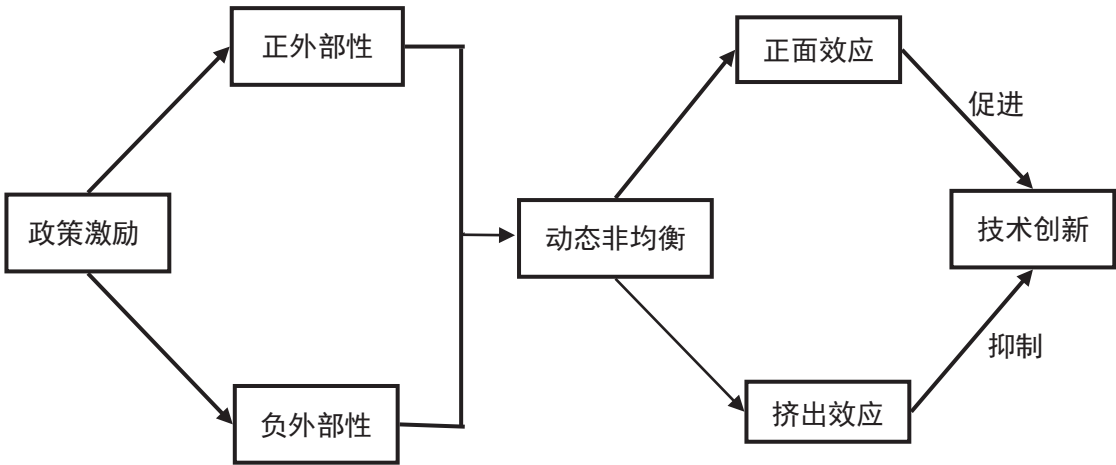 正外部性
正面效应
促进
政策激励
动态非均衡
技术创新
抑制
负外部性
挤出效应